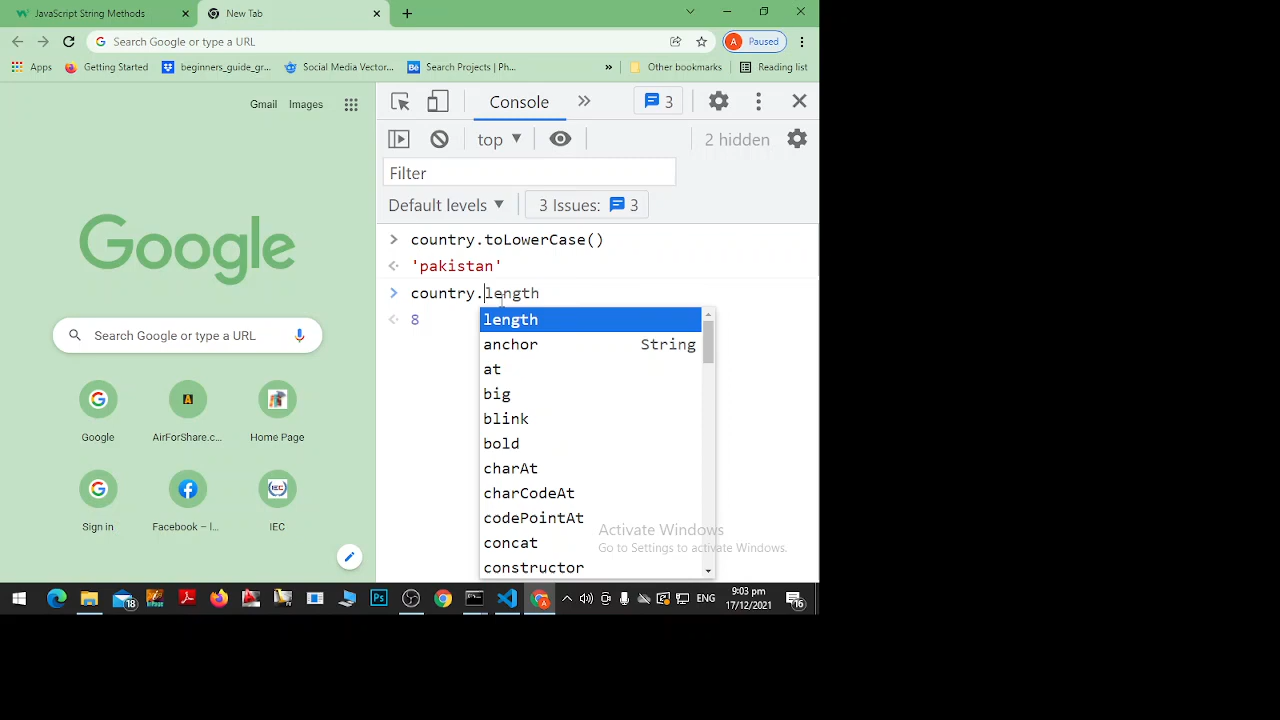 JavaScript String Methods
New Tab
Search Google or type a URL
A Paused
Apps
Getting Started
beginners_guide_gr...
Social Media Vector...
Bē Search Projects | Ph...
»
Other bookmarks
Reading list
Gmail
Images
Console
3
top
2 hidden
Filter
Default levels
3 Issues: 3
> country.toLowerCase()
'pakistan'
> country.length
8
length
anchor String
at
big
blink
bold
charAt
charCodeAt
codePointAt
concat
constructor
Google
Search Google or type a URL
Google
AirForShare.c...
Home Page
Sign in
Facebook – l...
IEC
Activate Windows
Go to Settings to activate Windows.
18
Ps
ENG
9:03 pm
17/12/2021
16